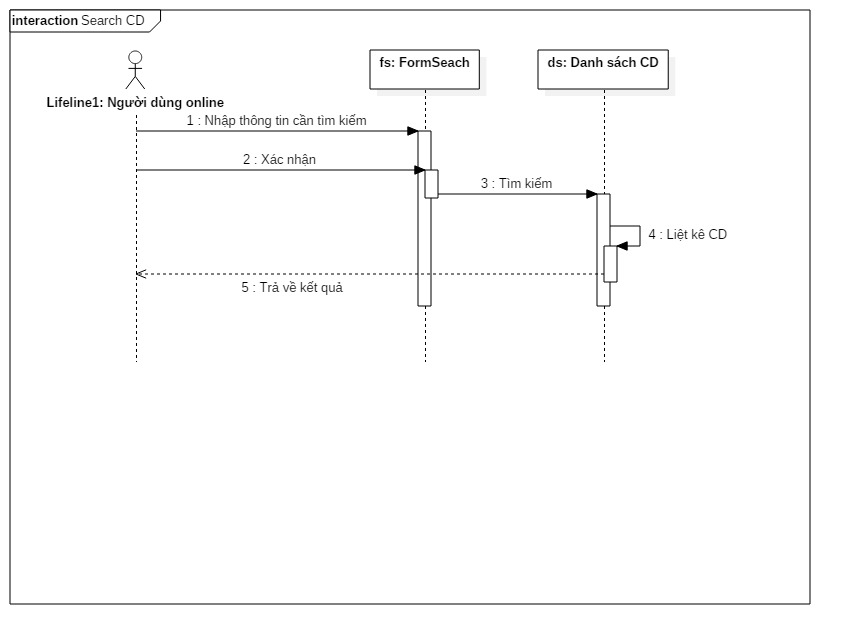 interaction Search CD
fs: FormSeach
ds: Danh sách CD
Lifeline1: Người dùng online
1 : Nhập thông tin cần tìm kiếm
2 : Xác nhận
3 : Tìm kiếm
4 : Liệt kê CD
5 : Trả về kết quả